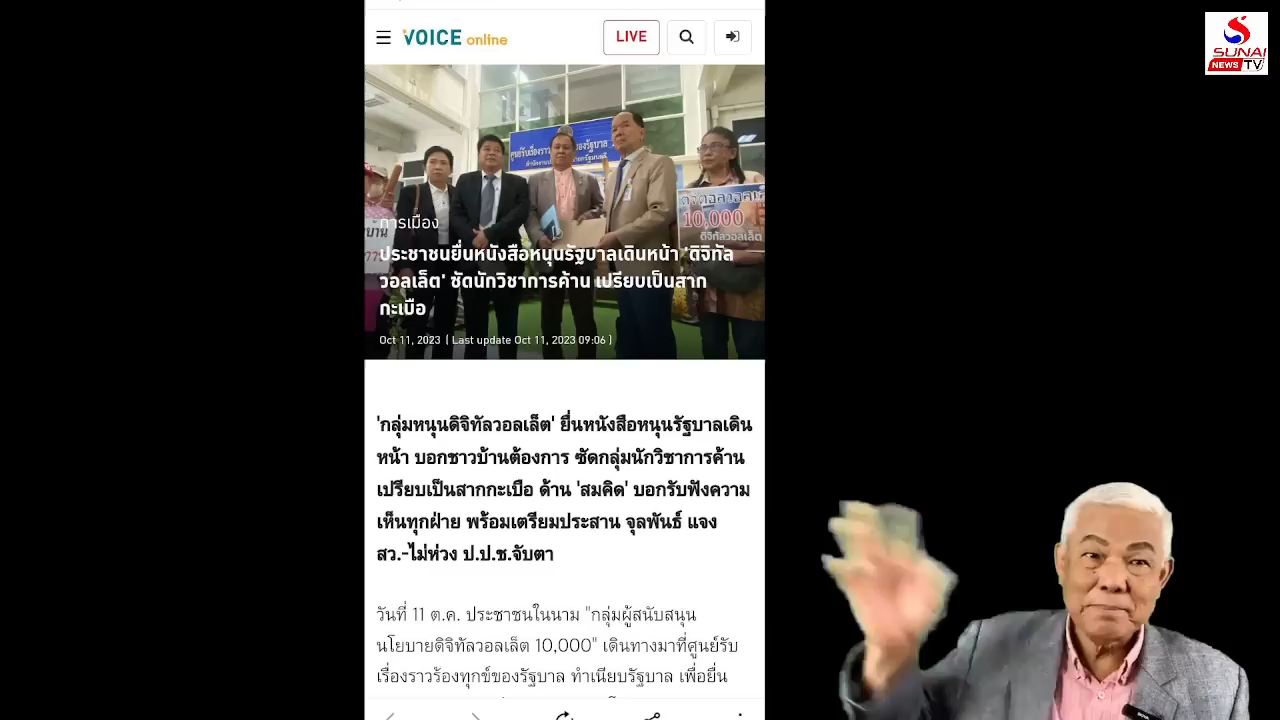 VOICE online
LIVE
SUNAI
NEWS TV
10,000
ดิจิทัลวอลเล็ต
การเมือง
ประชาชนยื่นหนังสือหนุนรัฐบาลเดินหน้า 'ดิจิทัล
วอลเล็ต' ซัดนักวิชาการค้าน เปรียบเป็นสาก
กะเบือ
Oct 11, 2023 ( Last update Oct 11, 2023 09:06 )
'กลุ่มหนุนดิจิทัลวอลเล็ต' ยื่นหนังสือหนุนรัฐบาลเดิน
หน้า บอกชาวบ้านต้องการ ซัดกลุ่มนักวิชาการค้าน
เปรียบเป็นสากกะเบือ ด้าน 'สมคิด' บอกรับฟังความ
เห็นทุกฝ่าย พร้อมเตรียมประสาน จุลพันธ์ แจง
สว.-ไม่ห่วง ป.ป.ช.จับตา
วันที่ 11 ต.ค. ประชาชนในนาม "กลุ่มผู้สนับสนุน
นโยบายดิจิทัลวอลเล็ต 10,000" เดินทางมาที่ศูนย์รับ
เรื่องราวร้องทุกข์ของรัฐบาล ทำเนียบรัฐบาล เพื่อยื่น